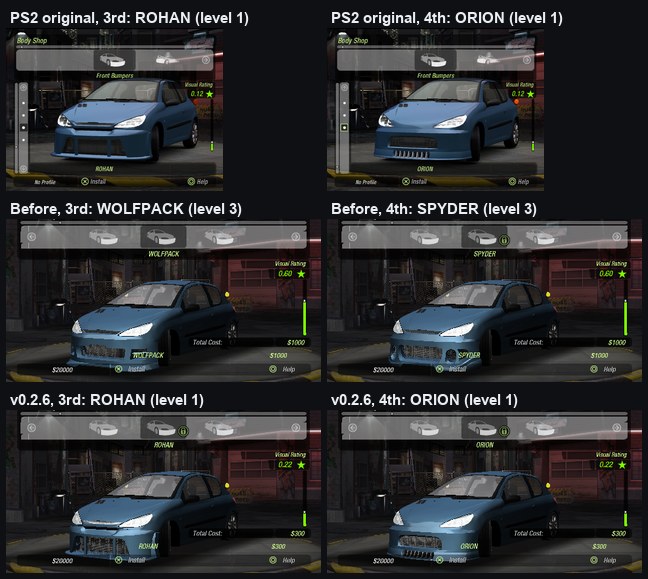 PS2 original, 3rd: ROHAN (level 1)
Body Shop
Front Bumpers
Visual Rating
0.12
ROHAN
No Profile
Install
Help
PS2 original, 4th: ORION (level 1)
Body Shop
Front Bumpers
Visual Rating
0.12
ORION
No Profile
Install
Help
Before, 3rd: WOLFPACK (level 3)
WOLFPACK
Visual Rating
0.60
Total Cost: $1000
WOLFPACK $1000
$20000 Install Help
Before, 4th: SPYDER (level 3)
SPYDER
Visual Rating
0.60
Total Cost: $1000
SPYDER $1000
$20000 Install Help
v0.2.6, 3rd: ROHAN (level 1)
ROHAN
Visual Rating
0.22
Total Cost: $300
ROHAN $300
$20000 Install Help
v0.2.6, 4th: ORION (level 1)
ORION
Visual Rating
0.22
Total Cost: $300
ORION $300
$20000 Install Help